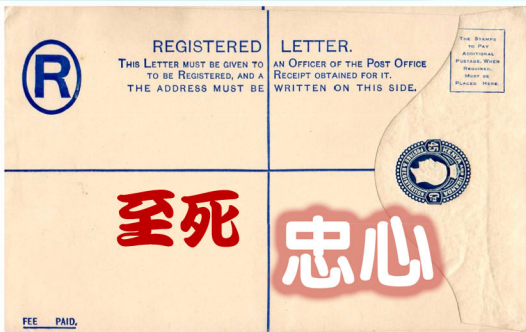 R
REGISTERED LETTER.
THIS LETTER MUST BE GIVEN TO AN OFFICER OF THE POST OFFICE
TO BE REGISTERED, AND A RECEIPT OBTAINED FOR IT.
THE ADDRESS MUST BE WRITTEN ON THIS SIDE.
THE STAMPS
TO PAY
ADDITIONAL
POSTAGE, WHEN
REQUIRED,
MUST BE
PLACED HERE.
至死
忠心
FEE PAID.